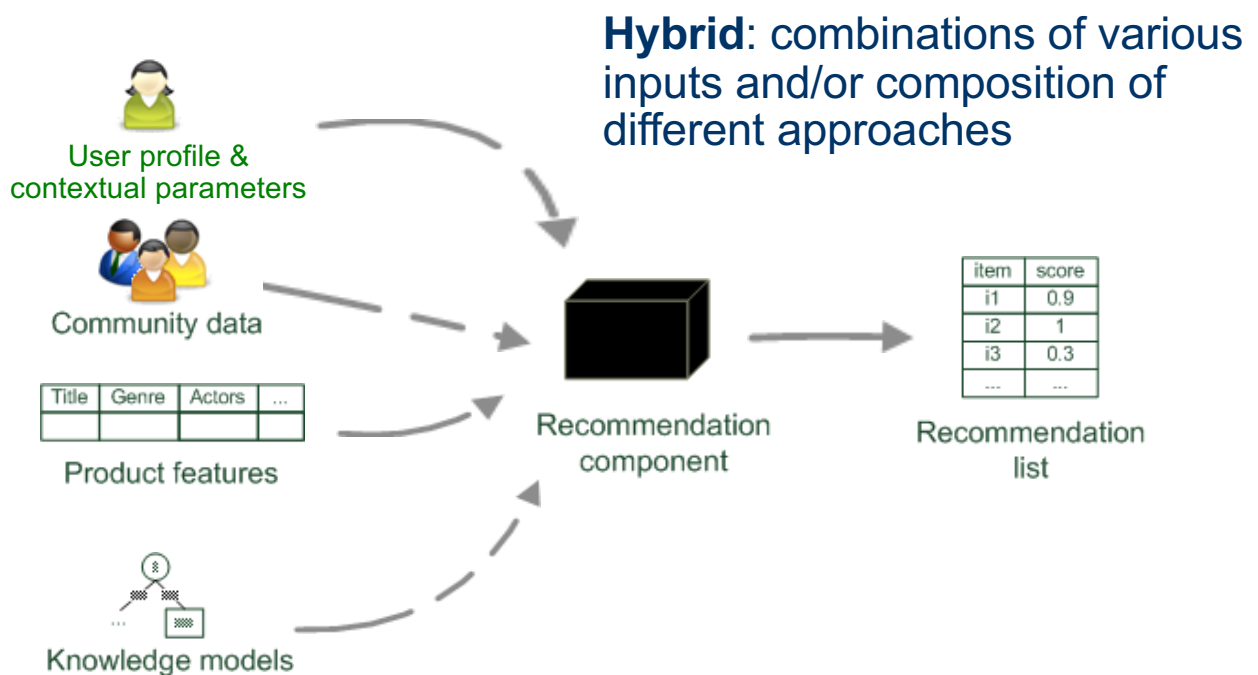 Hybrid: combinations of various
inputs and/or composition of
different approaches
User profile &
contextual parameters
Community data
Title Genre Actors ...
Product features
...
Knowledge models
Recommendation
component
item score
i1 0.9
i2 1
i3 0.3
... ...
Recommendation
list